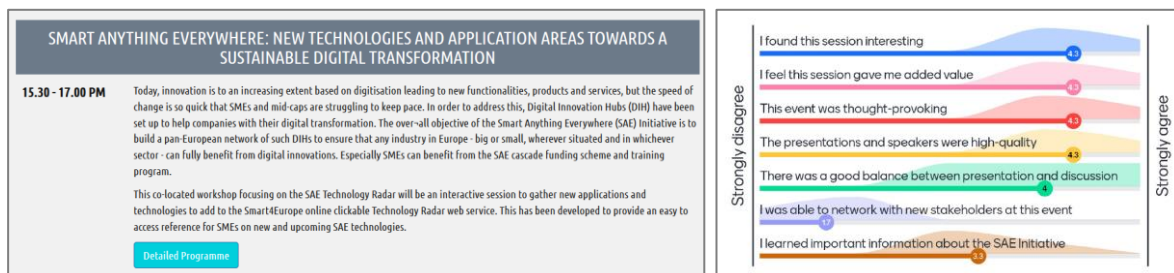 SMART ANYTHING EVERYWHERE: NEW TECHNOLOGIES AND APPLICATION AREAS TOWARDS A
SUSTAINABLE DIGITAL TRANSFORMATION
15.30 - 17.00 PM
Today, innovation is to an increasing extent based on digitisation leading to new functionalities, products and services, but the speed of
change is so quick that SMEs and mid-caps are struggling to keep pace. In order to address this, Digital Innovation Hubs (DIH) have been
set up to help companies with their digital transformation. The over¬all objective of the Smart Anything Everywhere (SAE) Initiative is to
build a pan-European network of such DIHs to ensure that any industry in Europe - big or small, wherever situated and in whichever
sector - can fully benefit from digital innovations. Especially SMEs can benefit from the SAE cascade funding scheme and training
program.
This co-located workshop focusing on the SAE Technology Radar will be an interactive session to gather new applications and
technologies to add to the Smart4Europe online clickable Technology Radar web service. This has been developed to provide an easy to
access reference for SMEs on new and upcoming SAE technologies.
Detailed Programme
Strongly disagree
I found this session interesting
4.3
I feel this session gave me added value
4.3
This event was thought-provoking
4.3
The presentations and speakers were high-quality
4.3
There was a good balance between presentation and discussion
4
I was able to network with new stakeholders at this event
1.7
I learned important information about the SAE Initiative
3.3
Strongly agree